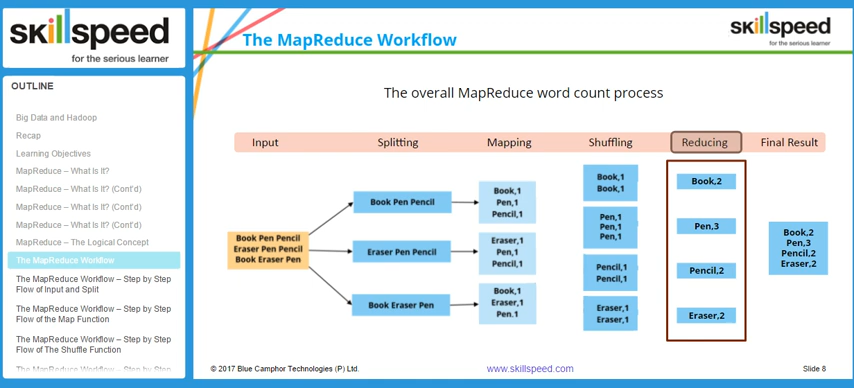 skillspeed
for the serious learner
OUTLINE
Big Data and Hadoop
Recap
Learning Objectives
MapReduce – What Is It?
MapReduce – What Is It? (Cont'd)
MapReduce – What Is It? (Cont'd)
MapReduce – What Is It? (Cont'd)
MapReduce – The Logical Concept
The MapReduce Workflow
The MapReduce Workflow – Step by Step
Flow of Input and Split
The MapReduce Workflow – Step by Step
Flow of the Map Function
The MapReduce Workflow – Step by Step
Flow of The Shuffle Function
The MapReduce Workflow – Step by Step
The MapReduce Workflow
skillspeed
for the serious learner
The overall MapReduce word count process
Input
Splitting
Mapping
Shuffling
Reducing
Final Result
Book Pen Pencil
Eraser Pen Pencil
Book Eraser Pen
Book Pen Pencil
Eraser Pen Pencil
Book Eraser Pen
Book,1
Pen,1
Pencil,1
Eraser,1
Pen,1
Pencil,1
Book,1
Eraser,1
Pen.1
Book,1
Book,1
Pen,1
Pen,1
Pen,1
Pencil,1
Pencil,1
Eraser,1
Eraser,1
Book,2
Pen,3
Pencil,2
Eraser,2
Book,2
Pen,3
Pencil,2
Eraser,2
© 2017 Blue Camphor Technologies (P) Ltd.
www.skillspeed.com
Slide 8